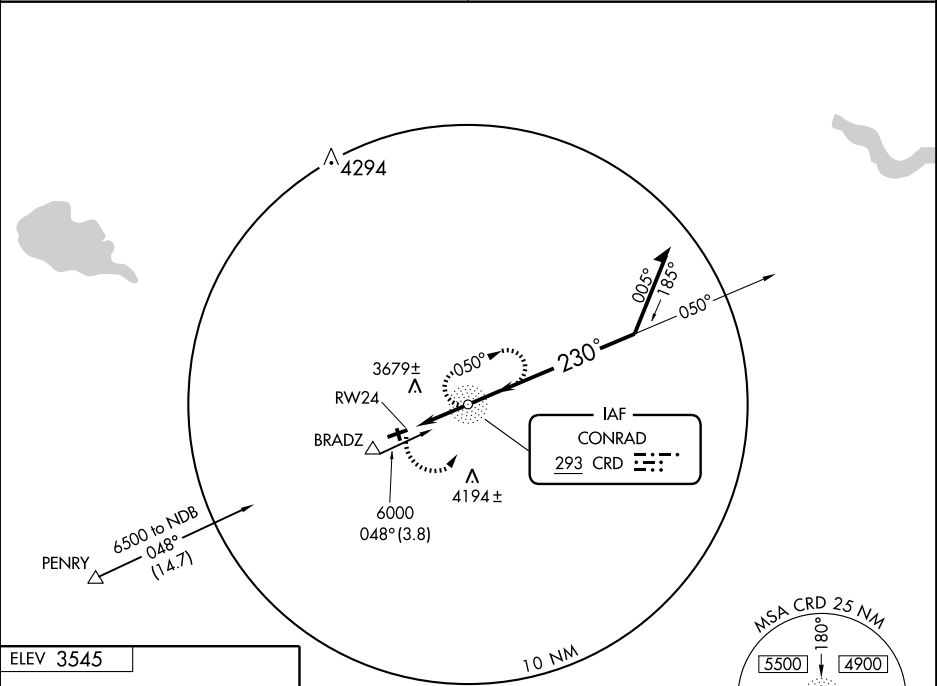 4294
005°
185°
050°
230°
050°
3679±
RW24
BRADZ
IAF
CONRAD
293 CRD
4194±
6000
048°(3.8)
6500 to NDB
048°
(14.7)
PENRY
10 NM
MSA CRD 25 NM
180°
5500
4900
ELEV 3545